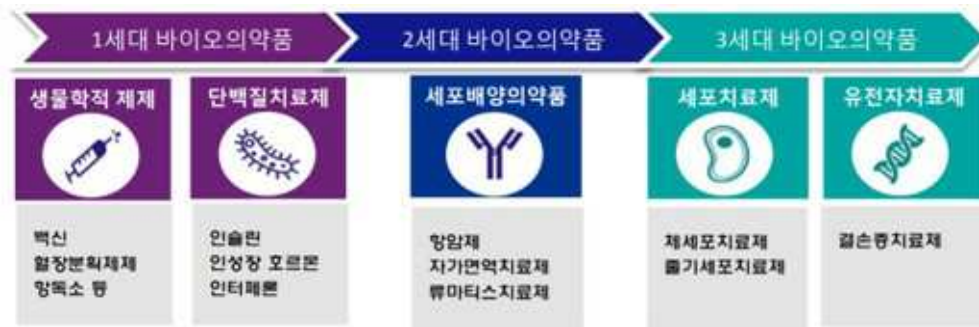 1세대 바이오의약품
2세대 바이오의약품
3세대 바이오의약품
생물학적 제제
단백질치료제
세포배양의약품
세포치료제
유전자치료제
백신
혈장분획제제
항독소 등
인슐린
인성장 호르몬
인터페론
항암제
자가면역치료제
류마티스치료제
체세포치료제
줄기세포치료제
결손증치료제